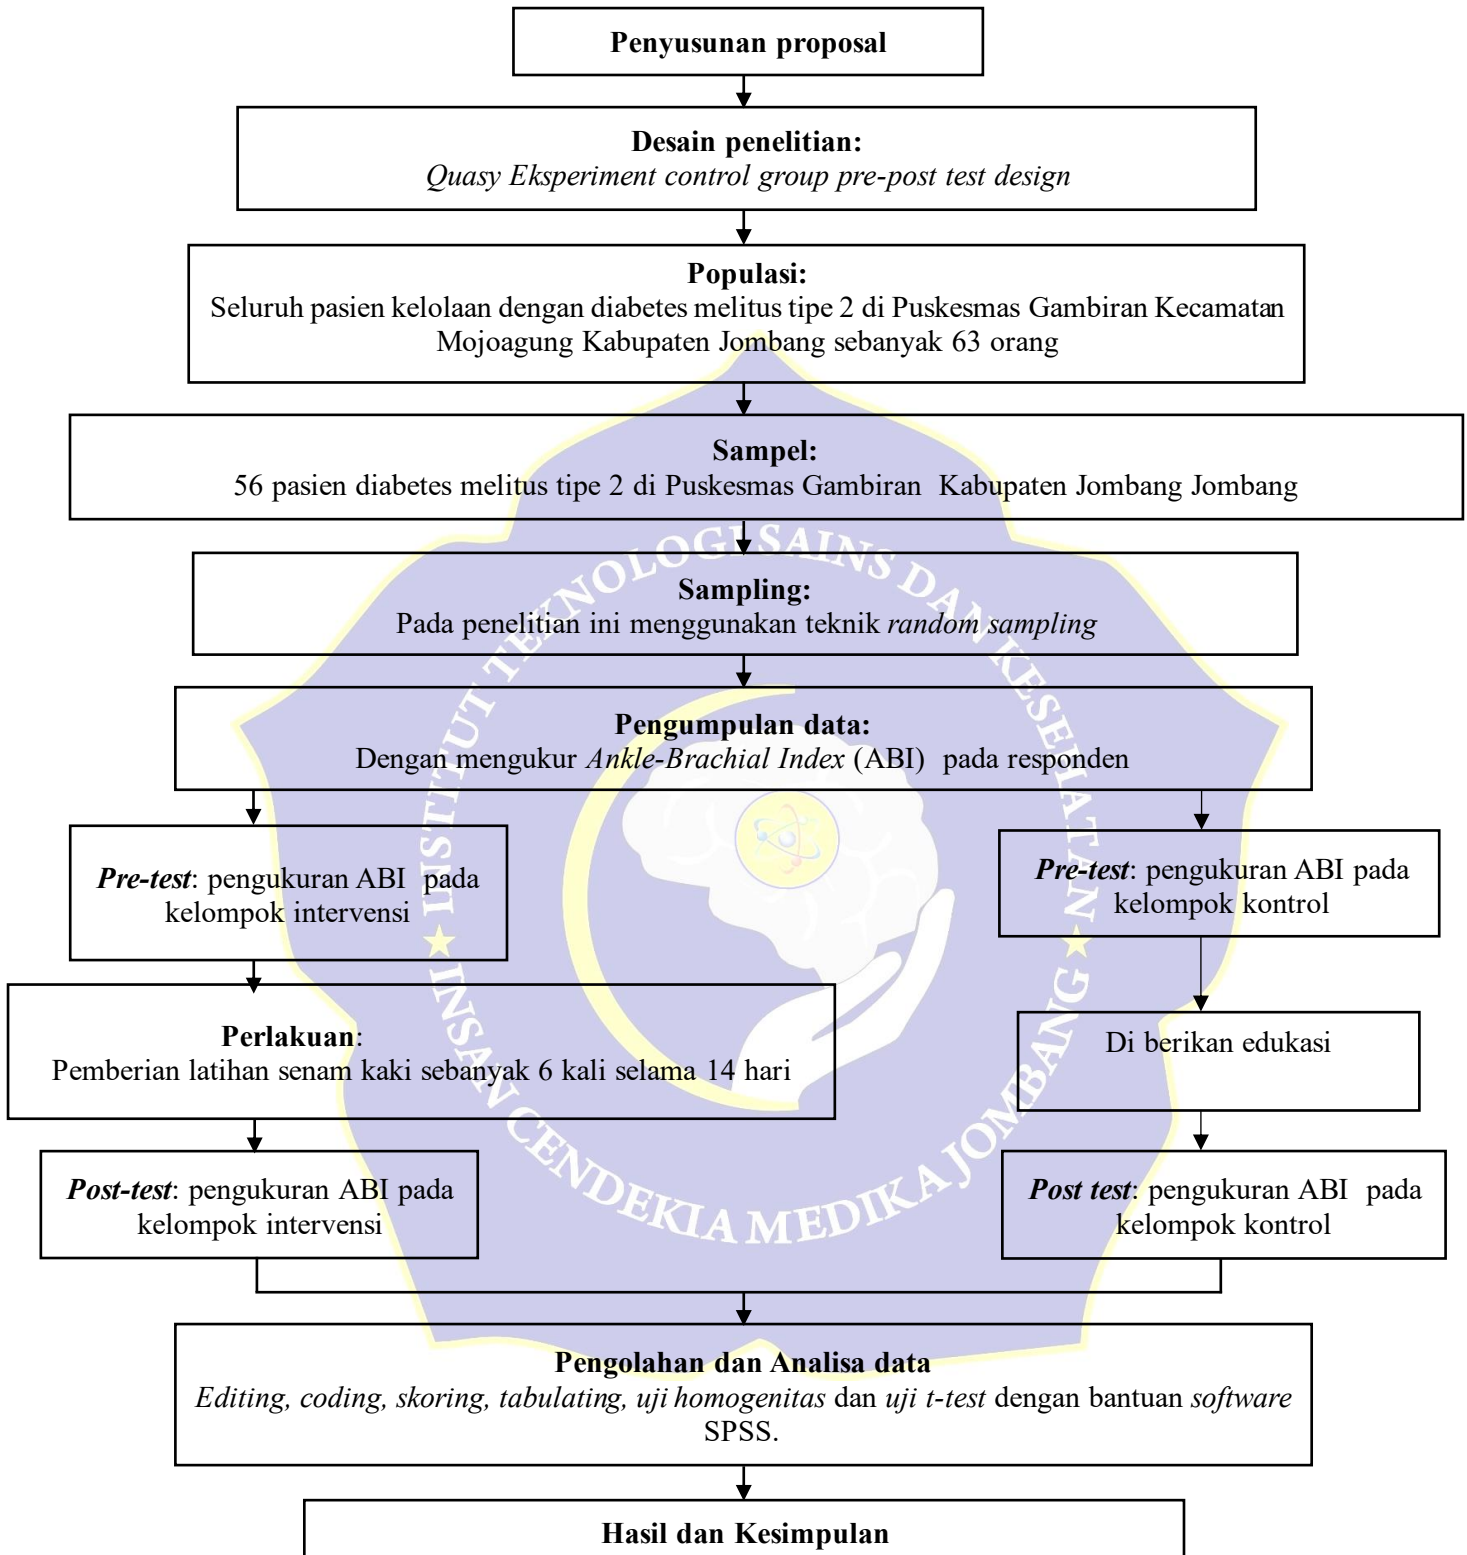 Penyusunan proposal
Desain penelitian:
Quasy Eksperiment control group pre-post test design
Populasi:
Seluruh pasien kelolaan dengan diabetes melitus tipe 2 di Puskesmas Gambiran Kecamatan
Mojoagung Kabupaten Jombang sebanyak 63 orang
Sampel:
56 pasien diabetes melitus tipe 2 di Puskesmas Gambiran Kabupaten Jombang Jombang
Sampling:
Pada penelitian ini menggunakan teknik random sampling
Pengumpulan data:
Dengan mengukur Ankle-Brachial Index (ABI) pada responden
Pre-test: pengukuran ABI pada
kelompok intervensi
Pre-test: pengukuran ABI pada
kelompok kontrol
Perlakuan:
Pemberian latihan senam kaki sebanyak 6 kali selama 14 hari
Di berikan edukasi
Post-test: pengukuran ABI pada
kelompok intervensi
Post test: pengukuran ABI pada
kelompok kontrol
Pengolahan dan Analisa data
Editing, coding, skoring, tabulating, uji homogenitas dan uji t-test dengan bantuan software
SPSS.
Hasil dan Kesimpulan
INSTITUT TEKNOLOGI SAINS DAN KESEHATAN
INSAN CENDEKIA MEDIKA JOMBANG